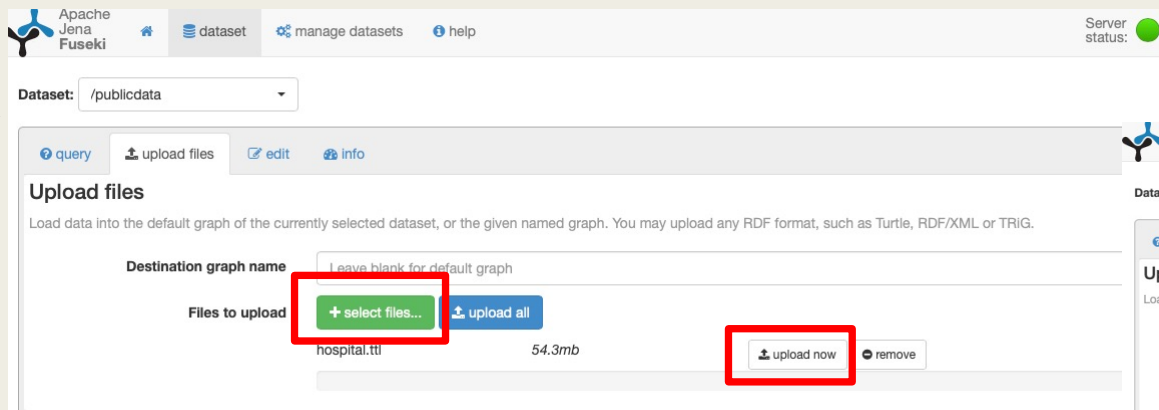 Apache
Jena
Fuseki
dataset
manage datasets
help
Server
status:
Dataset: /publicdata
query
upload files
edit
info
Upload files
Load data into the default graph of the currently selected dataset, or the given named graph. You may upload any RDF format, such as Turtle, RDF/XML or TRiG.
Destination graph name
Leave blank for default graph
Files to upload
select files...
upload all
hospital.ttl 54.3mb
upload now
remove
Data
Up
Loa